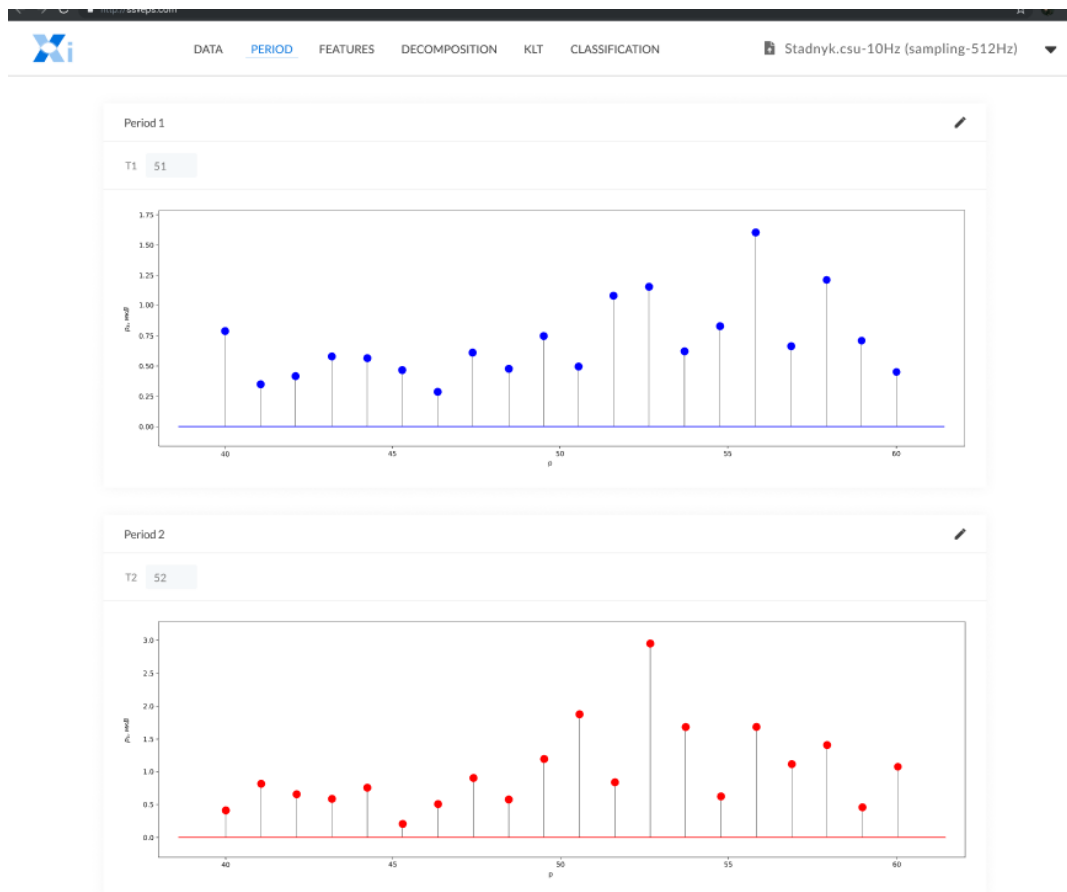 ssveps.com
Xi
DATA PERIOD FEATURES DECOMPOSITION KLT CLASSIFICATION Stadnyk.csu-10Hz (sampling-512Hz)
Period 1
T1 51
1.75
1.50
1.25
1.00
0.75
0.50
0.25
0.00
40 45 50 55 60
p
Period 2
T2 52
3.0
2.5
2.0
1.5
1.0
0.5
0.0
40 45 50 55 60
p